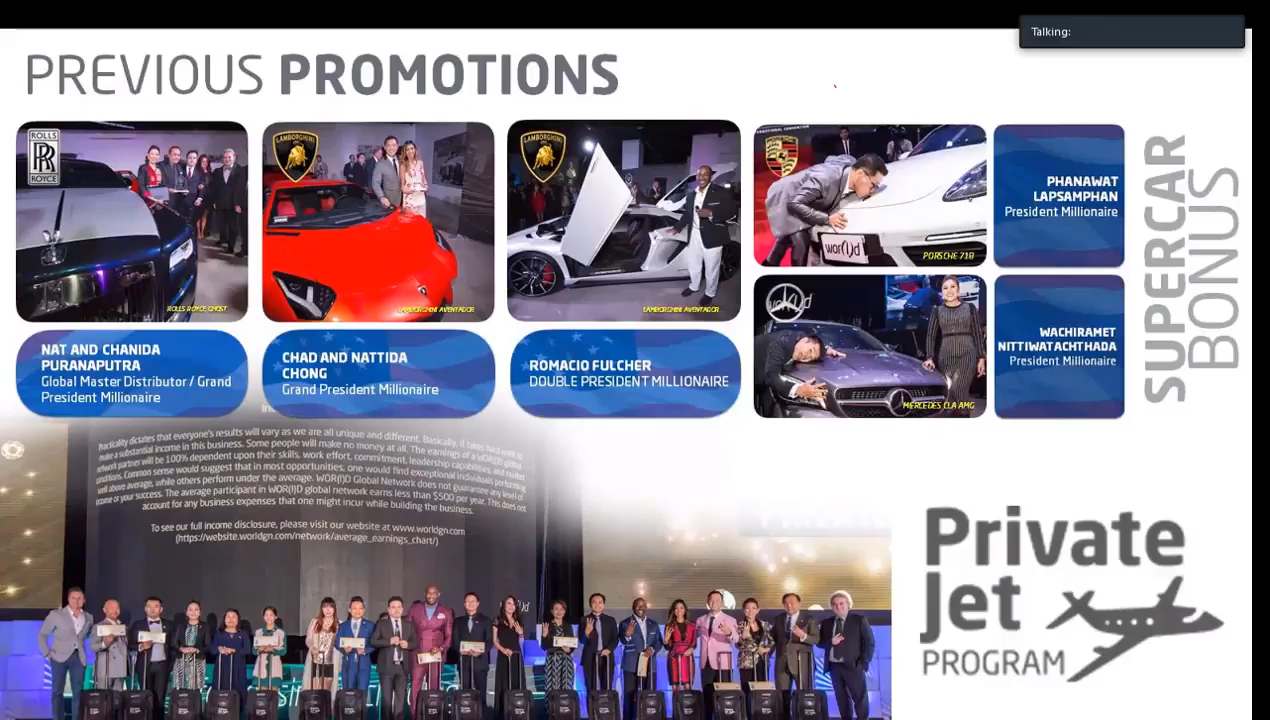 Talking:
PREVIOUS PROMOTIONS
ROLLS
RR
ROYCE
ROLLS ROYCE GHOST
LAMBORGHINI
LAMBORGHINI AVENTADOR
LAMBORGHINI
LAMBORGHINI AVENTADOR
wor(l)d
PORSCHE 718
PHANAWAT
LAPSAMPHAN
President Millionaire
wor(l)d
MERCEDES CLA AMG
WACHIRAMET
NITTIWATACHTHADA
President Millionaire
SUPERCAR
BONUS
NAT AND CHANIDA
PURANAPUTRA
Global Master Distributor / Grand
President Millionaire
CHAD AND NATTIDA
CHONG
Grand President Millionaire
ROMACIO FULCHER
DOUBLE PRESIDENT MILLIONAIRE
Practicality dictates that everyone's results will vary as we are all unique and different. Basically, it takes hard work to
make a substantial income in this business. Some people will make no money at all. The earnings of a WOR(l)D global
network partner will be 100% dependent upon their skills, work effort, commitment, leadership capabilities, and market
conditions. Common sense would suggest that in most opportunities, one would find exceptional individuals performing
well above average, while others perform under the average. WOR(l)D Global Network does not guarantee any level of
income or your success. The average participant in WOR(l)D global network earns less than $500 per year. This does not
account for any business expenses that one might incur while building the business.
To see our full income disclosure, please visit our website at www.worldgn.com
(https://website.worldgn.com/network/average_earnings_chart/)
Private
Jet
PROGRAM